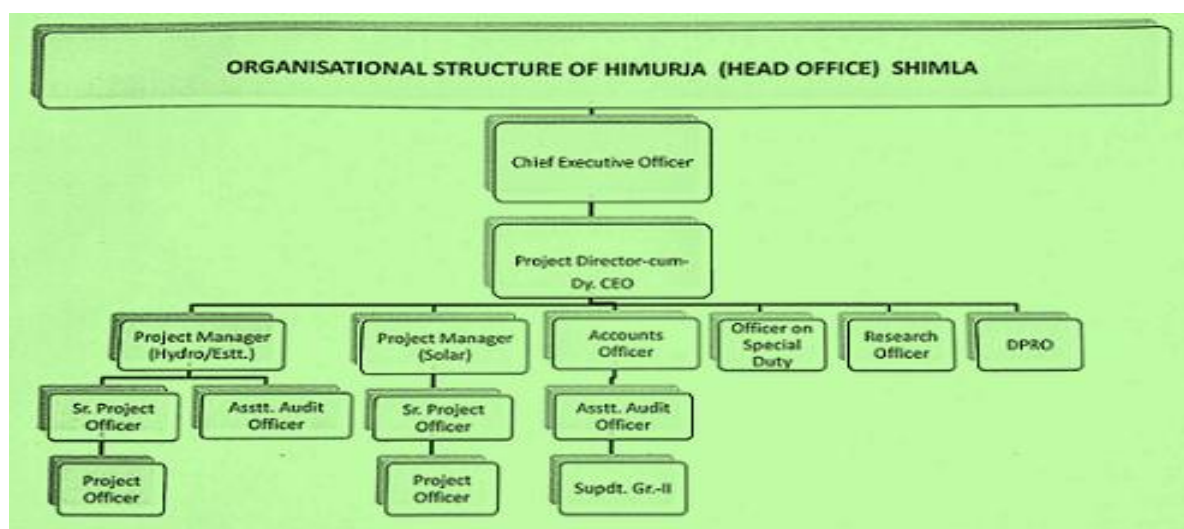 ORGANISATIONAL STRUCTURE OF HIMURJA (HEAD OFFICE) SHIMLA
Chief Executive Officer
Project Director-cum-
Dy. CEO
Project Manager
(Hydro/Estt.)
Project Manager
(Solar)
Accounts
Officer
Officer on
Special
Duty
Research
Officer
DPRO
Sr. Project
Officer
Asstt. Audit
Officer
Sr. Project
Officer
Asstt. Audit
Officer
Project
Officer
Project
Officer
Supdt. Gr.-II